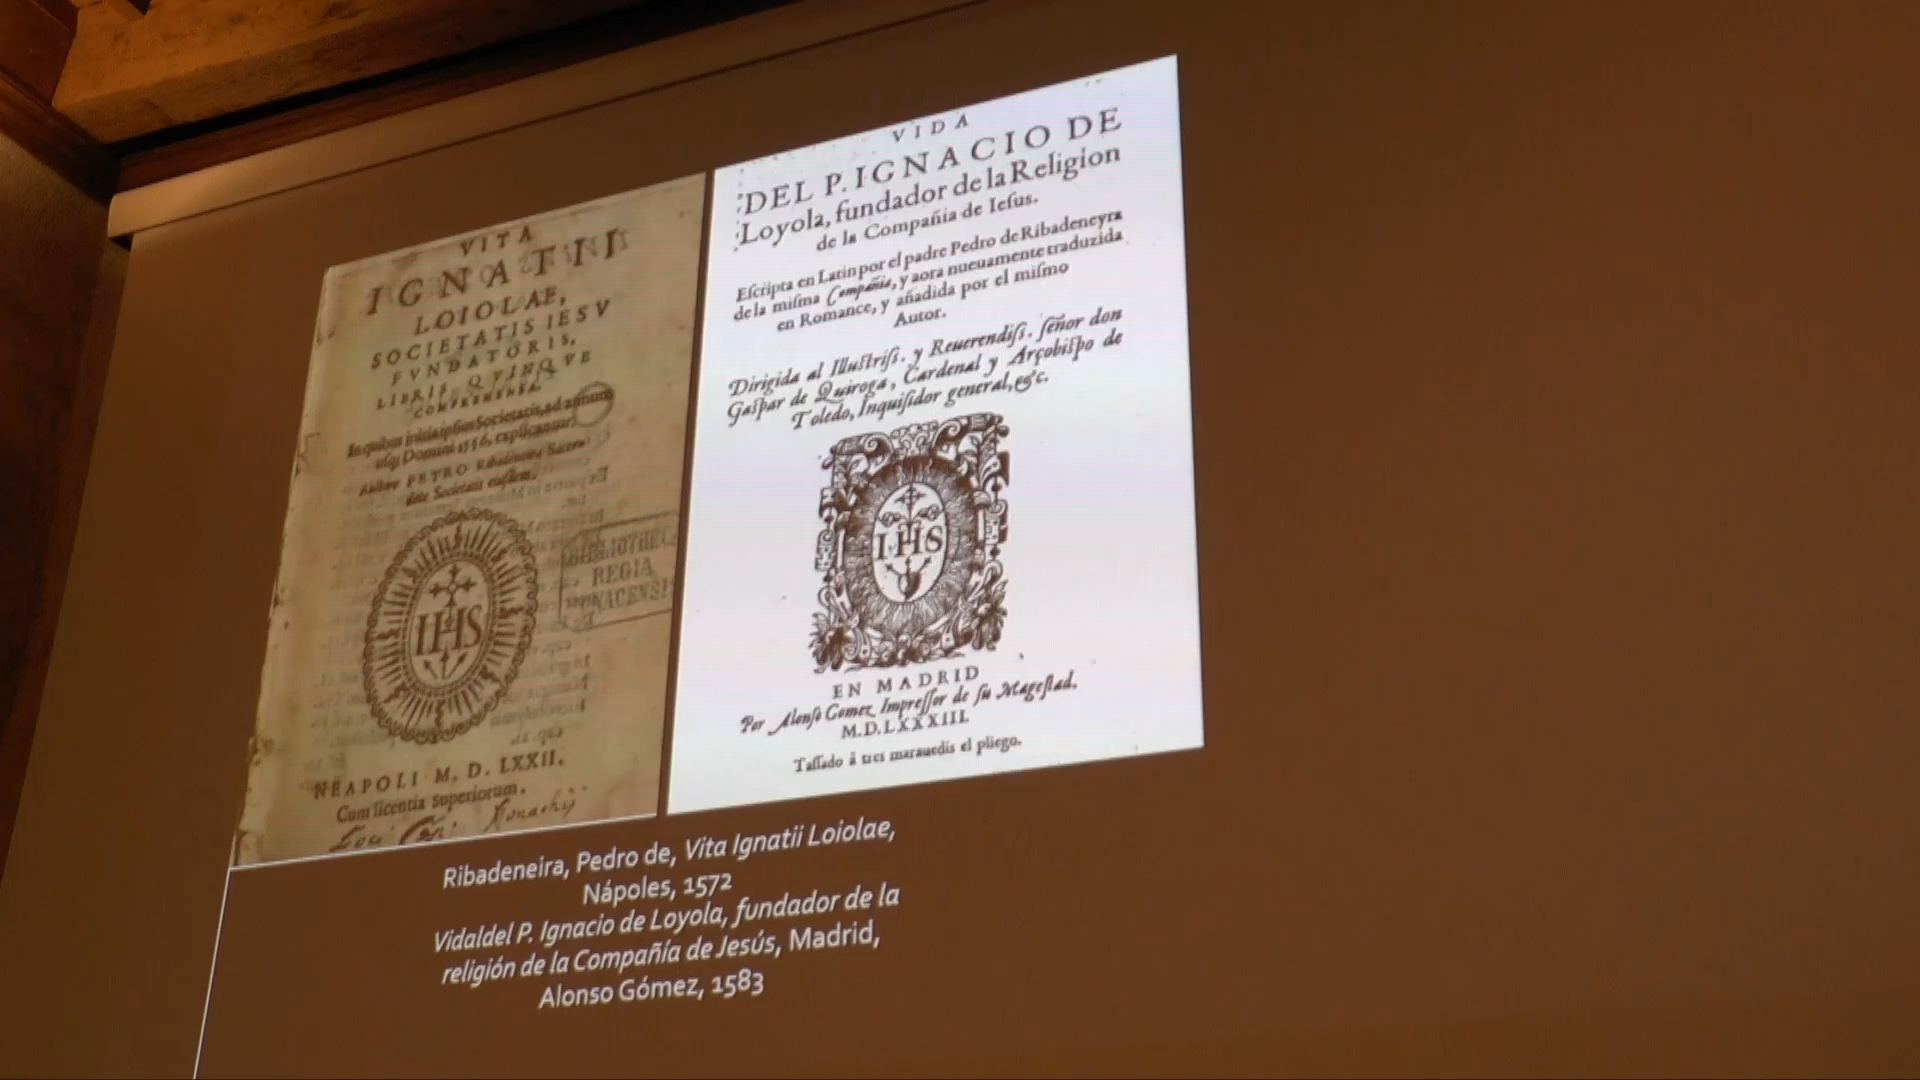 VITA
IGNATII
LOIOLAE,
SOCIETATIS IESV
FVNDATORIS,
LIBRIS QVINQVE
COMPREHENSA.
In quibus initia ipsius Societatis, ad annum
usq; Domini 1556. explicantur.
PETRO Ribadeneira Sacer-
dote Societatis eiusdem.
IHS
BIBLIOTHECA
REGIA
MONACENSIS
NEAPOLI M. D. LXXII.
Cum licentia superiorum.
VIDA
DEL P. IGNACIO DE
Loyola, fundador de la Religion
de la Compañia de Iesus.
Escripta en Latin por el padre Pedro de Ribadeneyra
de la misma Compañia, y aora nueuamente traduzida
en Romance, y añadida por el mismo
Autor.
Dirigida al Illustriss. y Reuerendiss. señor don
Gaspar de Quiroga, Cardenal y Arçobispo de
Toledo, Inquisidor general, &c.
IHS
EN MADRID
Por Alonso Gomez Impressor de su Magestad.
M.D.LXXXIII.
Tassado à tres marauedis el pliego.
Ribadeneira, Pedro de, Vita Ignatii Loiolae,
Nápoles, 1572
Vidaldel P. Ignacio de Loyola, fundador de la
religión de la Compañía de Jesús, Madrid,
Alonso Gómez, 1583